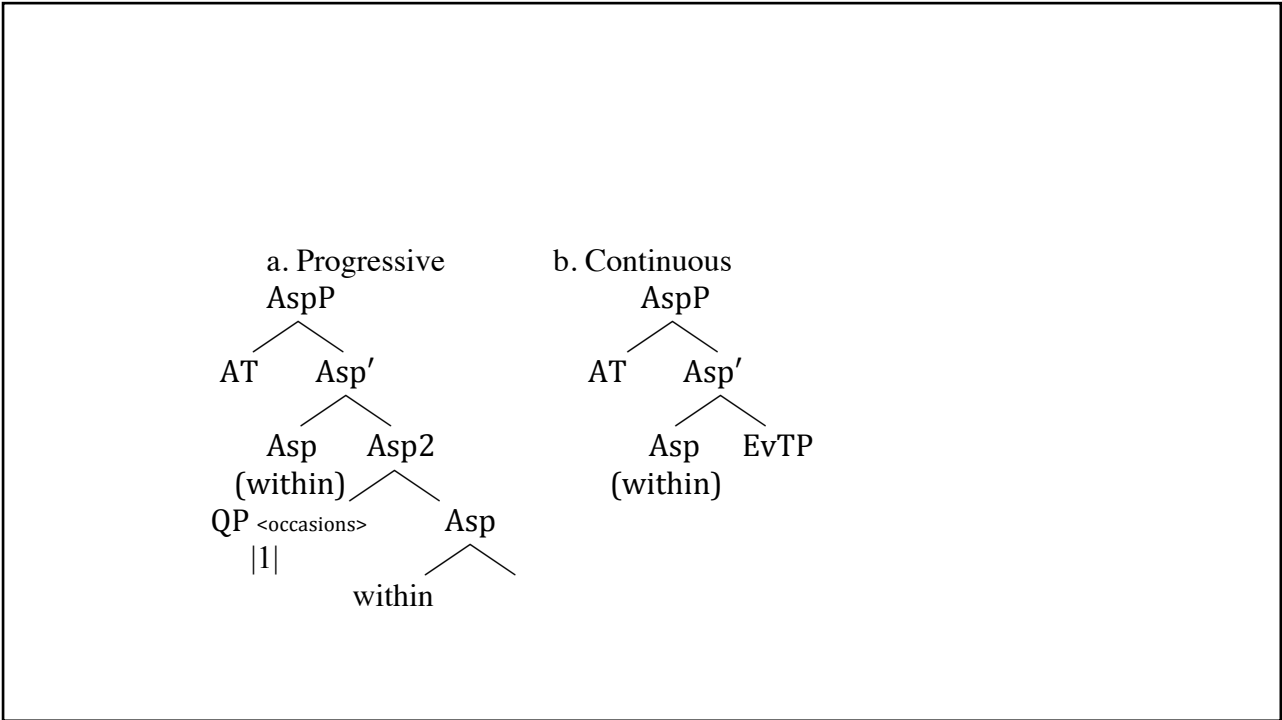 a. Progressive b. Continuous
AspP AspP
AT Asp′ AT Asp′
Asp Asp2 Asp EvTP
(within) (within)
QP <occasions> Asp
|1|
within